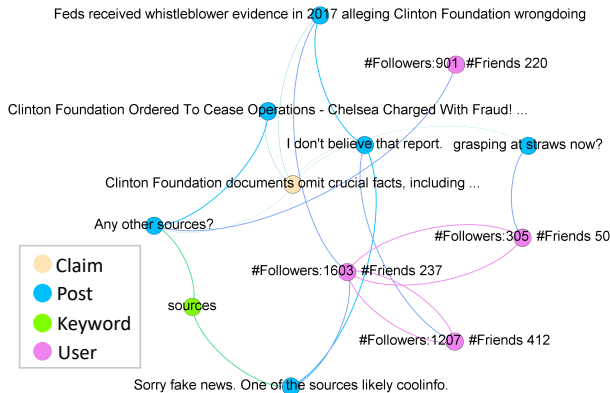 Feds received whistleblower evidence in 2017 alleging Clinton Foundation wrongdoing
#Followers:901 #Friends 220
Clinton Foundation Ordered To Cease Operations - Chelsea Charged With Fraud! ...
I don't believe that report.
grasping at straws now?
Clinton Foundation documents omit crucial facts, including ...
Any other sources?
#Followers:305 #Friends 50
#Followers:1603 #Friends 237
sources
#Followers:1207 #Friends 412
Sorry fake news. One of the sources likely coolinfo.
Claim
Post
Keyword
User